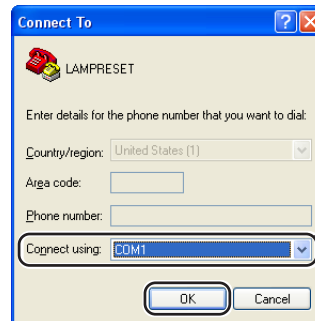 Connect To
LAMPRESET
Enter details for the phone number that you want to dial:
Country/region: United States (1)
Area code:
Phone number:
Connect using: COM1
OK Cancel